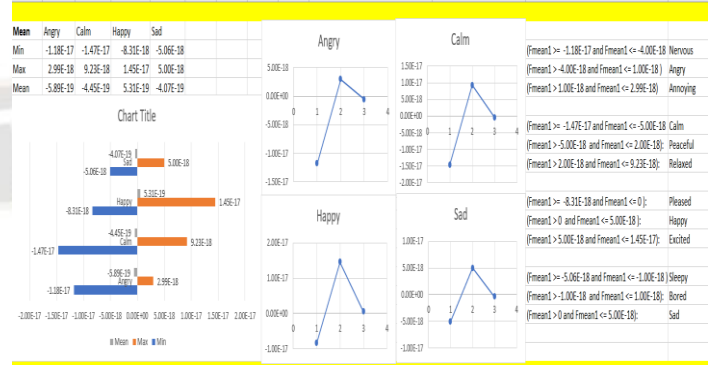 Mean Angry Calm Happy Sad
Min -1.18E-17 -1.47E-17 -8.31E-18 -5.06E-18
Max 2.99E-18 9.23E-18 1.45E-17 5.00E-18
Mean -5.89E-19 -4.45E-19 5.31E-19 -4.07E-19
Chart Title
-4.07E-19
Sad 5.00E-18
-5.06E-18
5.31E-19
Happy 1.45E-17
-8.31E-18
-4.45E-19
Calm 9.23E-18
-1.47E-17
-5.89E-19
Angry 2.99E-18
-1.18E-17
-2.00E-17 -1.50E-17 -1.00E-17 -5.00E-18 0.00E+00 5.00E-18 1.00E-17 1.50E-17 2.00E-17
Mean Max Min
Angry
5.00E-18
0.00E+00
0 1 2 3 4
-5.00E-18
-1.00E-17
-1.50E-17
Calm
1.50E-17
1.00E-17
5.00E-18
0.00E+00
0 1 2 3 4
-5.00E-18
-1.00E-17
-1.50E-17
-2.00E-17
Happy
2.00E-17
1.00E-17
0.00E+00
0 1 2 3 4
-1.00E-17
Sad
1.00E-17
5.00E-18
0.00E+00
0 1 2 3 4
-5.00E-18
-1.00E-17
(Fmean1 >= -1.18E-17 and Fmean1 <= -4.00E-18 Nervous
(Fmean1 > -4.00E-18 and Fmean1 <= 1.00E-18 ) Angry
(Fmean1 > 1.00E-18 and Fmean1 <= 2.99E-18) Annoying
(Fmean1 >= -1.47E-17 and Fmean1 <= -5.00E-18 Calm
(Fmean1 > -5.00E-18 and Fmean1 <= 2.00E-18): Peaceful
(Fmean1 > 2.00E-18 and Fmean1 <= 9.23E-18): Relaxed
(Fmean1 >= -8.31E-18 and Fmean1 <= 0 ): Pleased
(Fmean1 > 0 and Fmean1 <= 5.00E-18 ): Happy
(Fmean1 > 5.00E-18 and Fmean1 <= 1.45E-17): Excited
(Fmean1 >= -5.06E-18 and Fmean1 <= -1.00E-18 ) Sleepy
(Fmean1 > -1.00E-18 and Fmean1 <= 1.00E-18): Bored
(Fmean1 > 0 and Fmean1 <= 5.00E-18): Sad